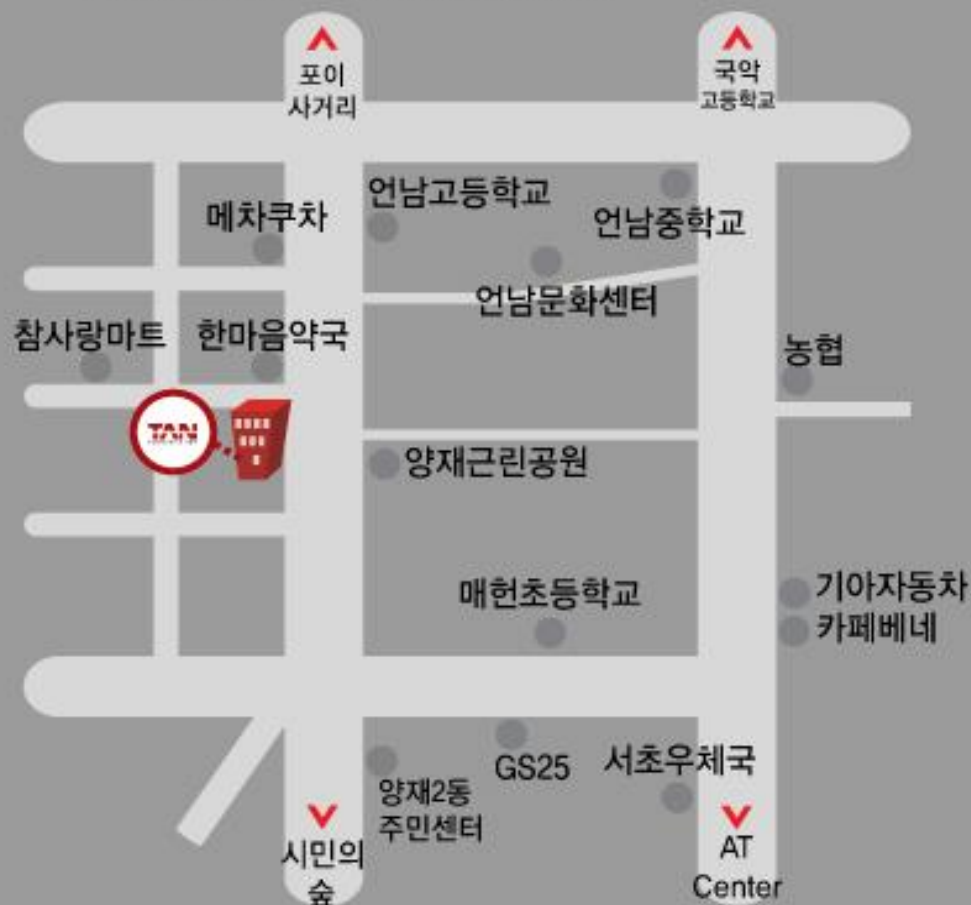 포이
사거리
국악
고등학교
언남고등학교
메차쿠차
언남중학교
언남문화센터
참사랑마트
한마음약국
농협
TAN
양재근린공원
매헌초등학교
기아자동차
카페베네
GS25
서초우체국
양재2동
주민센터
시민의
숲
AT
Center